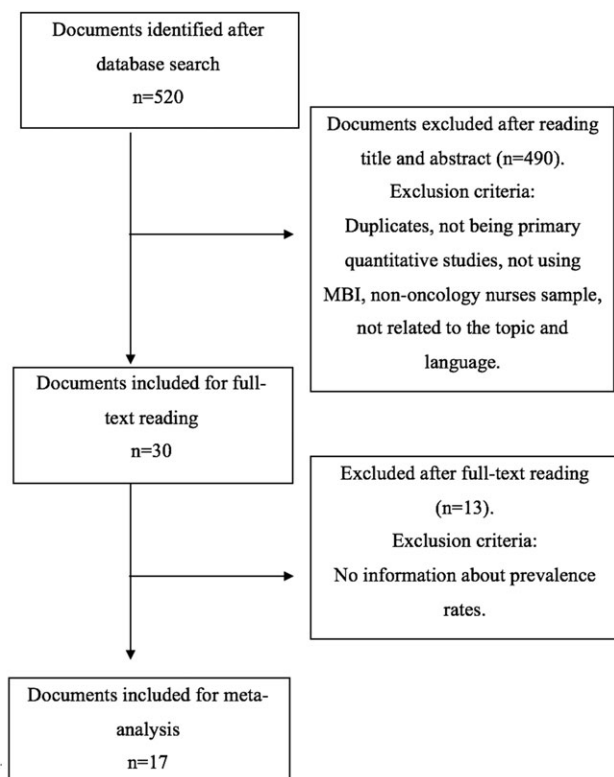 Documents identified after
database search
n=520
Documents excluded after reading
title and abstract (n=490).
Exclusion criteria:
Duplicates, not being primary
quantitative studies, not using
MBI, non-oncology nurses sample,
not related to the topic and
language.
Documents included for full-
text reading
n=30
Excluded after full-text reading
(n=13).
Exclusion criteria:
No information about prevalence
rates.
Documents included for meta-
analysis
n=17